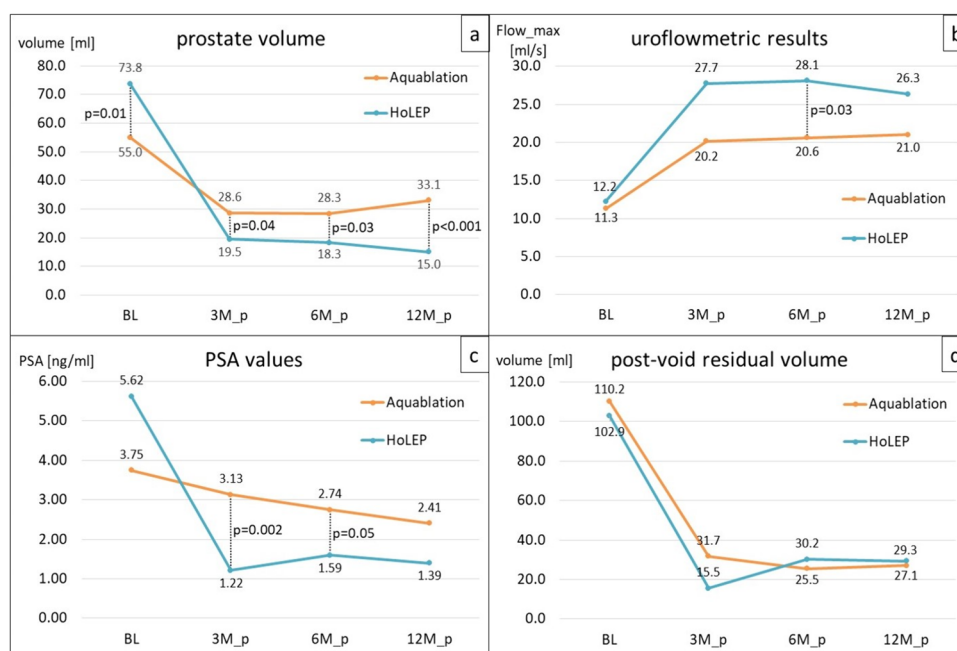 volume [ml]
prostate volume
a
80.0
70.0
60.0
50.0
40.0
30.0
20.0
10.0
0.0
73.8
55.0
p=0.01
Aquablation
HoLEP
28.6
28.3
33.1
p=0.04
p=0.03
p<0.001
19.5
18.3
15.0
BL
3M_p
6M_p
12M_p
Flow_max
[ml/s]
uroflowmetric results
b
30.0
25.0
20.0
15.0
10.0
5.0
0.0
27.7
28.1
26.3
p=0.03
20.2
20.6
21.0
12.2
11.3
Aquablation
HoLEP
BL
3M_p
6M_p
12M_p
PSA [ng/ml]
PSA values
c
6.00
5.00
4.00
3.00
2.00
1.00
0.00
5.62
3.75
Aquablation
HoLEP
3.13
2.74
2.41
p=0.002
p=0.05
1.22
1.59
1.39
BL
3M_p
6M_p
12M_p
volume [ml]
post-void residual volume
d
120.0
100.0
80.0
60.0
40.0
20.0
0.0
110.2
102.9
Aquablation
HoLEP
31.7
15.5
30.2
25.5
29.3
27.1
BL
3M_p
6M_p
12M_p